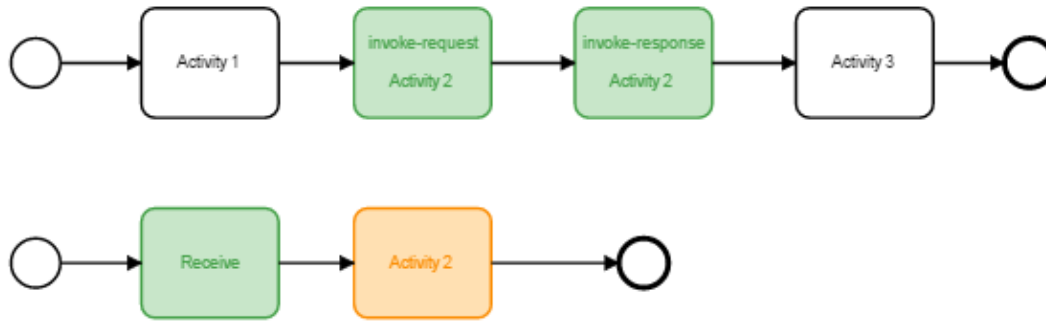 Activity 1
invoke-request
Activity 2
invoke-response
Activity 2
Activity 3
Receive
Activity 2